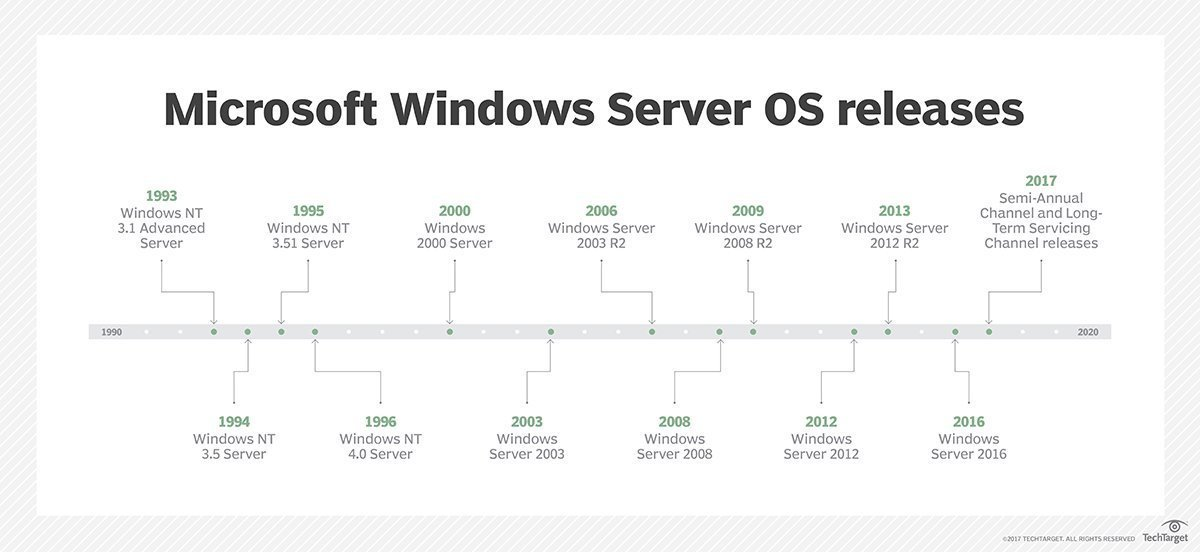 Microsoft Windows Server OS releases
1993
Windows NT
3.1 Advanced
Server
1995
Windows NT
3.51 Server
2000
Windows
2000 Server
2006
Windows Server
2003 R2
2009
Windows Server
2008 R2
2013
Windows Server
2012 R2
2017
Semi-Annual
Channel and Long-
Term Servicing
Channel releases
1990
2020
1994
Windows NT
3.5 Server
1996
Windows NT
4.0 Server
2003
Windows
Server 2003
2008
Windows
Server 2008
2012
Windows
Server 2012
2016
Windows
Server 2016
©2017 TECHTARGET. ALL RIGHTS RESERVED
TechTarget